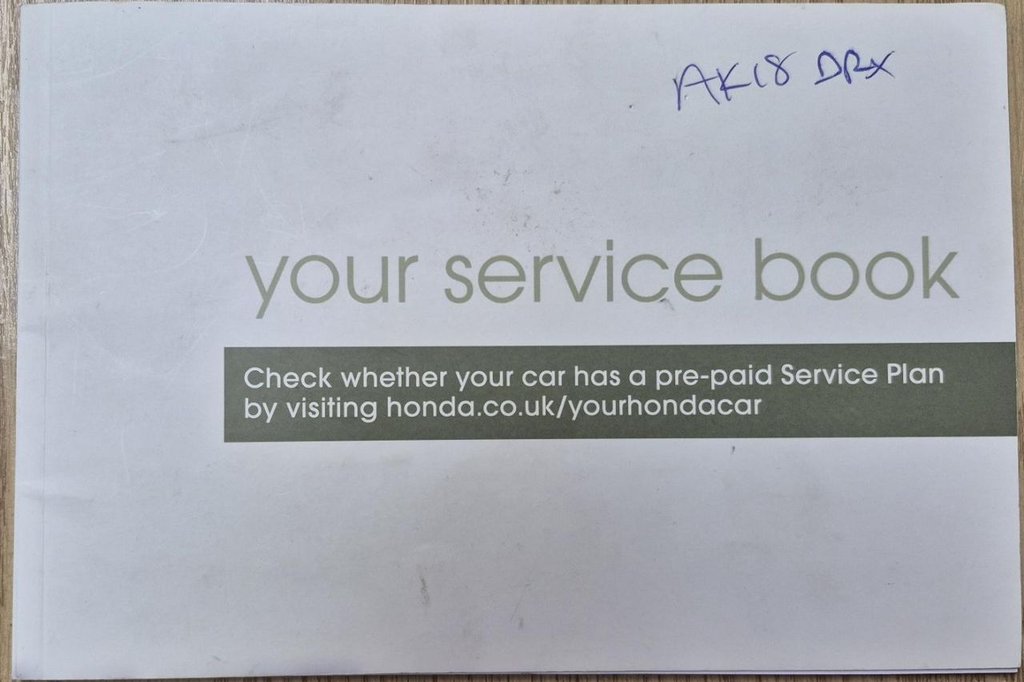 AK18 DRX
your service book
Check whether your car has a pre-paid Service Plan
by visiting honda.co.uk/yourhondacar